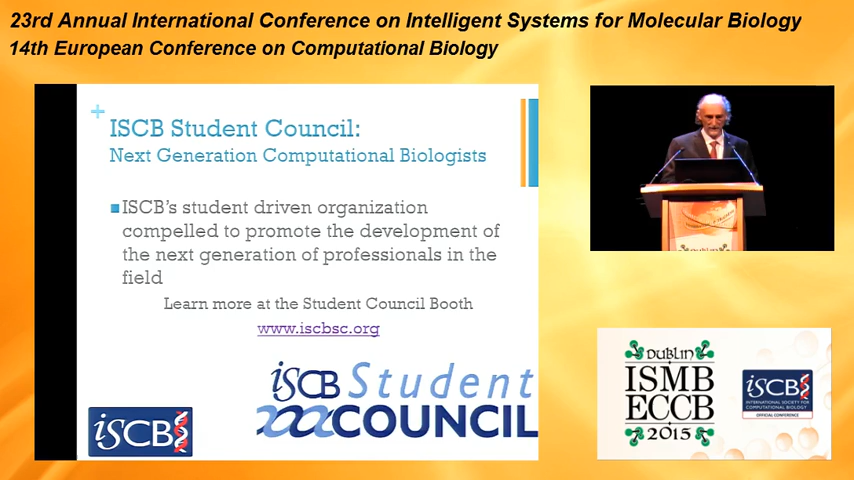 23rd Annual International Conference on Intelligent Systems for Molecular Biology
14th European Conference on Computational Biology
ISCB Student Council:
Next Generation Computational Biologists
ISCB's student driven organization
compelled to promote the development of
the next generation of professionals in the
field
Learn more at the Student Council Booth
www.iscbsc.org
iSCB Student
COUNCIL
iSCB
DUBLIN
DUBLIN
ISMB
ECCB
2015
iSCB
INTERNATIONAL SOCIETY FOR
COMPUTATIONAL BIOLOGY
OFFICIAL CONFERENCE